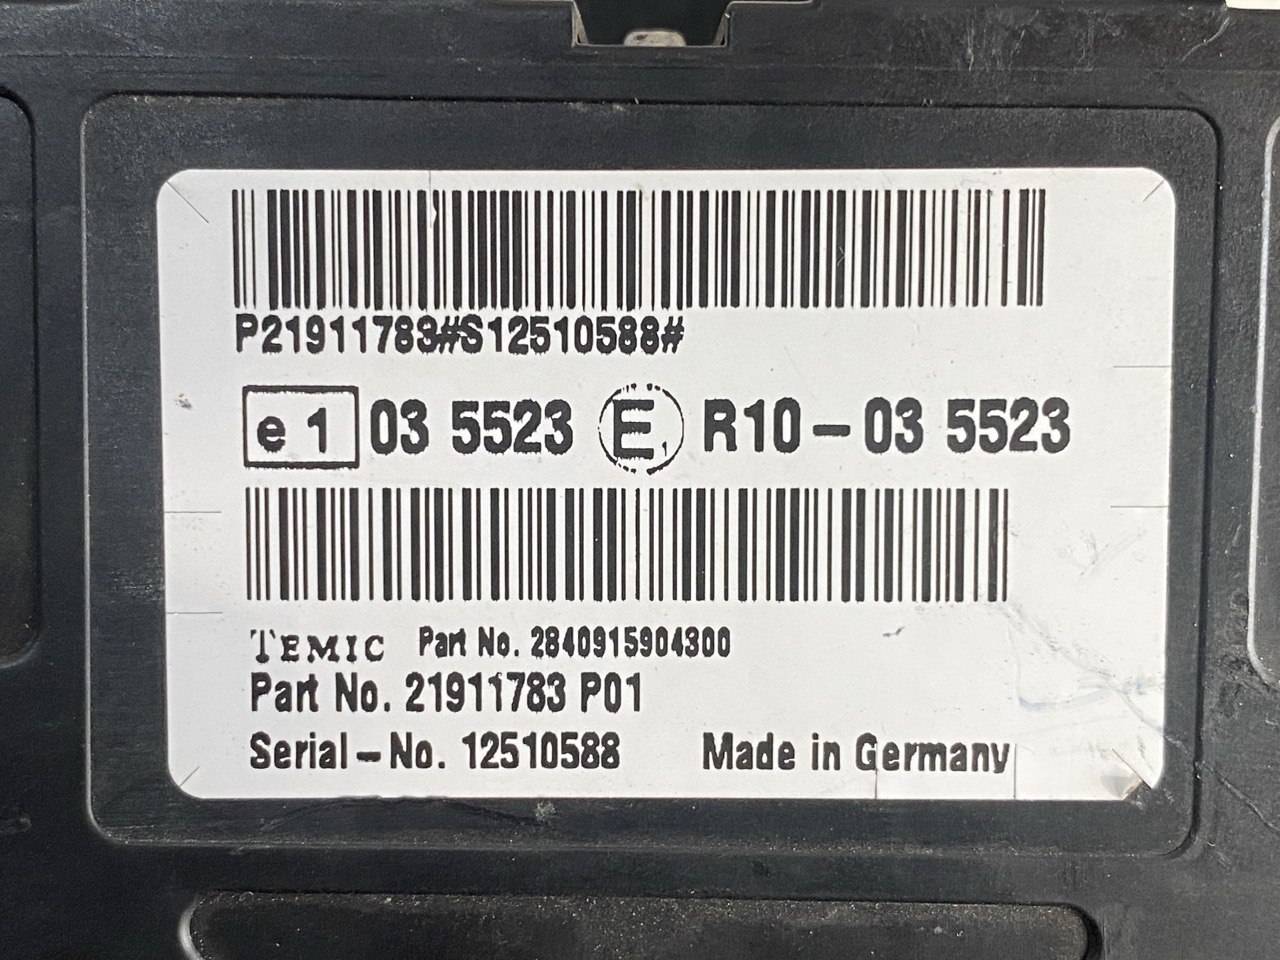 P21911783#S12510588#
e 1 03 5523 E1 R10-03 5523
TEMIC Part No. 2840915904300
Part No. 21911783 P01
Serial-No. 12510588 Made in Germany